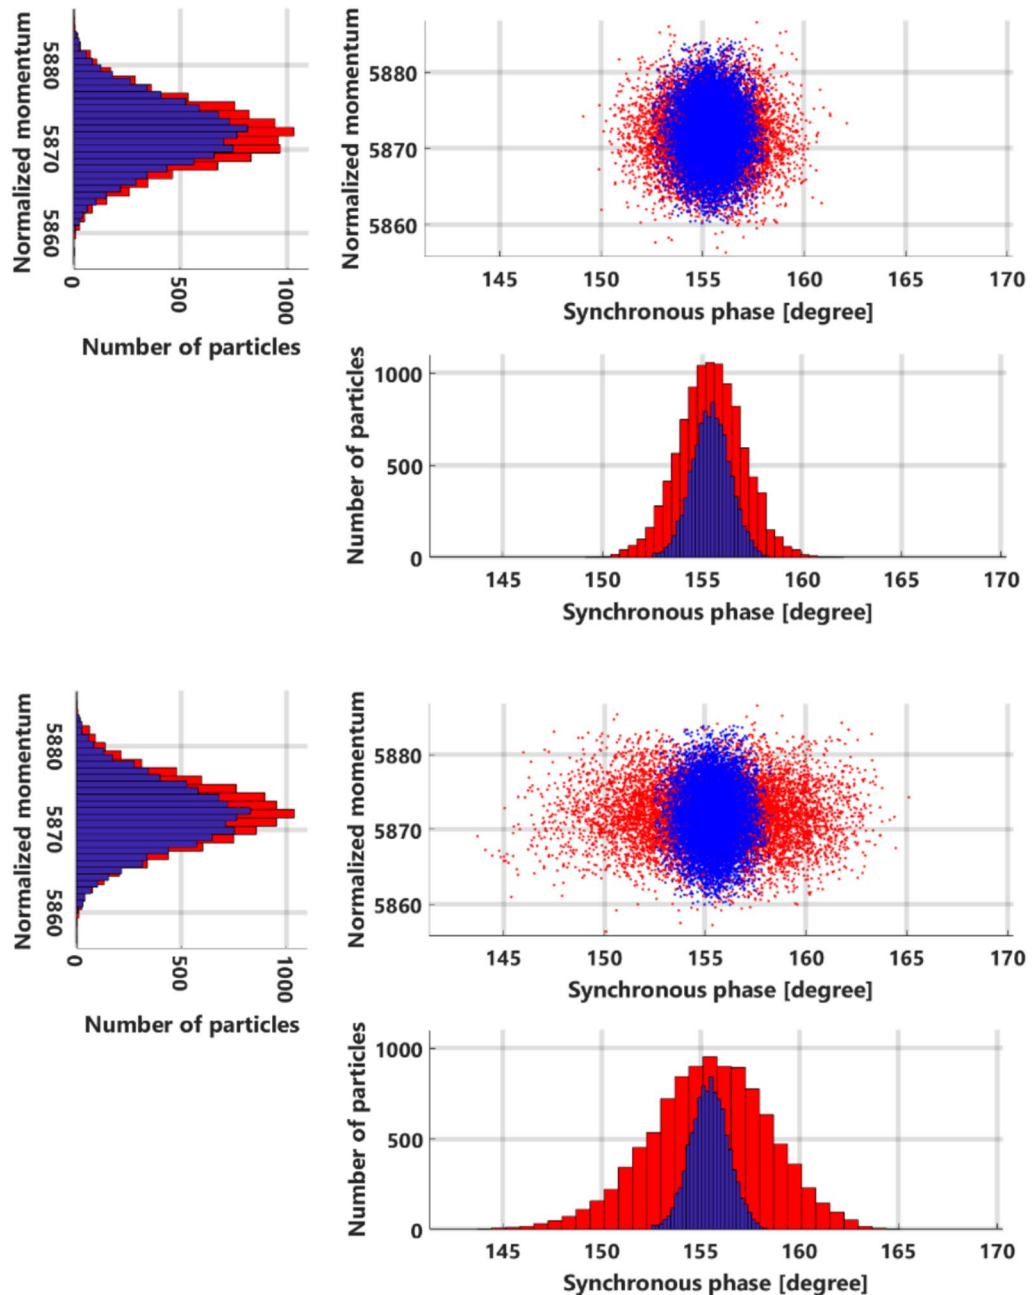 Normalized momentum
5880
5870
5860
0
500
1000
Number of particles
Normalized momentum
5880
5870
5860
145 150 155 160 165 170
Synchronous phase [degree]
Number of particles
1000
500
0
145 150 155 160 165 170
Synchronous phase [degree]
Normalized momentum
5880
5870
5860
0
500
1000
Number of particles
Normalized momentum
5880
5870
5860
145 150 155 160 165 170
Synchronous phase [degree]
Number of particles
1000
500
0
145 150 155 160 165 170
Synchronous phase [degree]